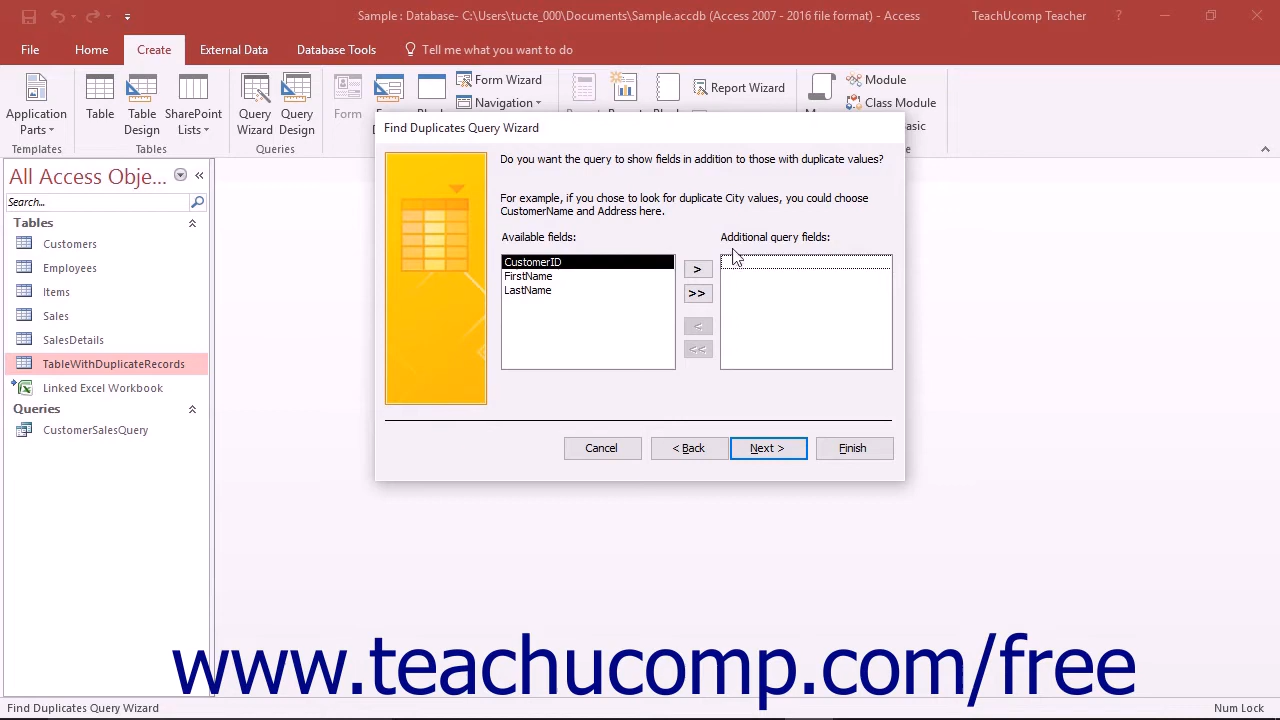 Sample : Database- C:\Users\tucte_000\Documents\Sample.accdb (Access 2007 - 2016 file format) - Access
TeachUcomp Teacher
?
File
Home
Create
External Data
Database Tools
Tell me what you want to do
Application Parts
Table
Table Design
SharePoint Lists
Query Wizard
Query Design
Form
Form Wizard
Navigation
Report Wizard
Module
Class Module
Templates
Tables
Queries
Find Duplicates Query Wizard
Do you want the query to show fields in addition to those with duplicate values?
For example, if you chose to look for duplicate City values, you could choose
CustomerName and Address here.
Available fields:
Additional query fields:
CustomerID
FirstName
LastName
>
>>
<
<<
Cancel
< Back
Next >
Finish
All Access Obje...
Search...
Tables
Customers
Employees
Items
Sales
SalesDetails
TableWithDuplicateRecords
Linked Excel Workbook
Queries
CustomerSalesQuery
www.teachucomp.com/free
Find Duplicates Query Wizard
Num Lock